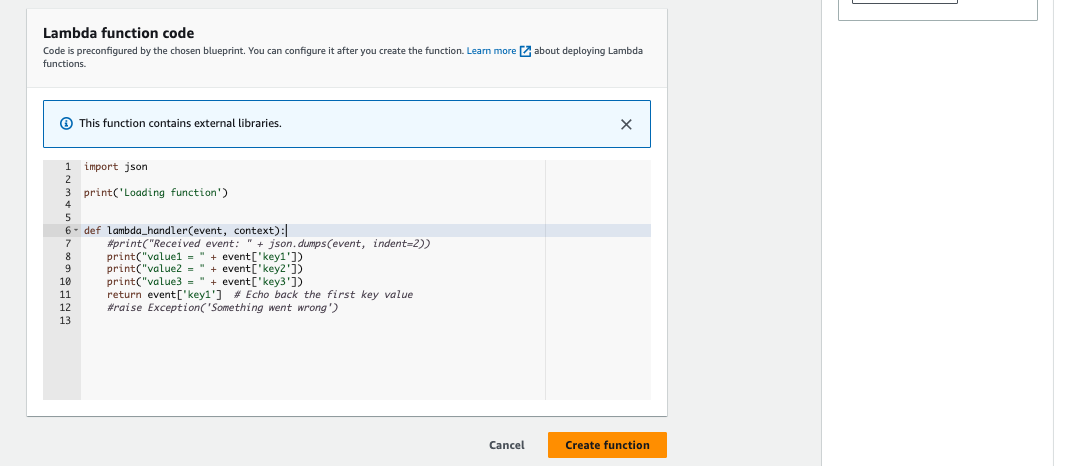 Lambda function code
Code is preconfigured by the chosen blueprint. You can configure it after you create the function. Learn more about deploying Lambda
functions.
This function contains external libraries.
1 import json
2
3 print('Loading function')
4
5
6 def lambda_handler(event, context):
7     #print("Received event: " + json.dumps(event, indent=2))
8     print("value1 = " + event['key1'])
9     print("value2 = " + event['key2'])
10     print("value3 = " + event['key3'])
11     return event['key1']  # Echo back the first key value
12     #raise Exception('Something went wrong')
13
Cancel
Create function